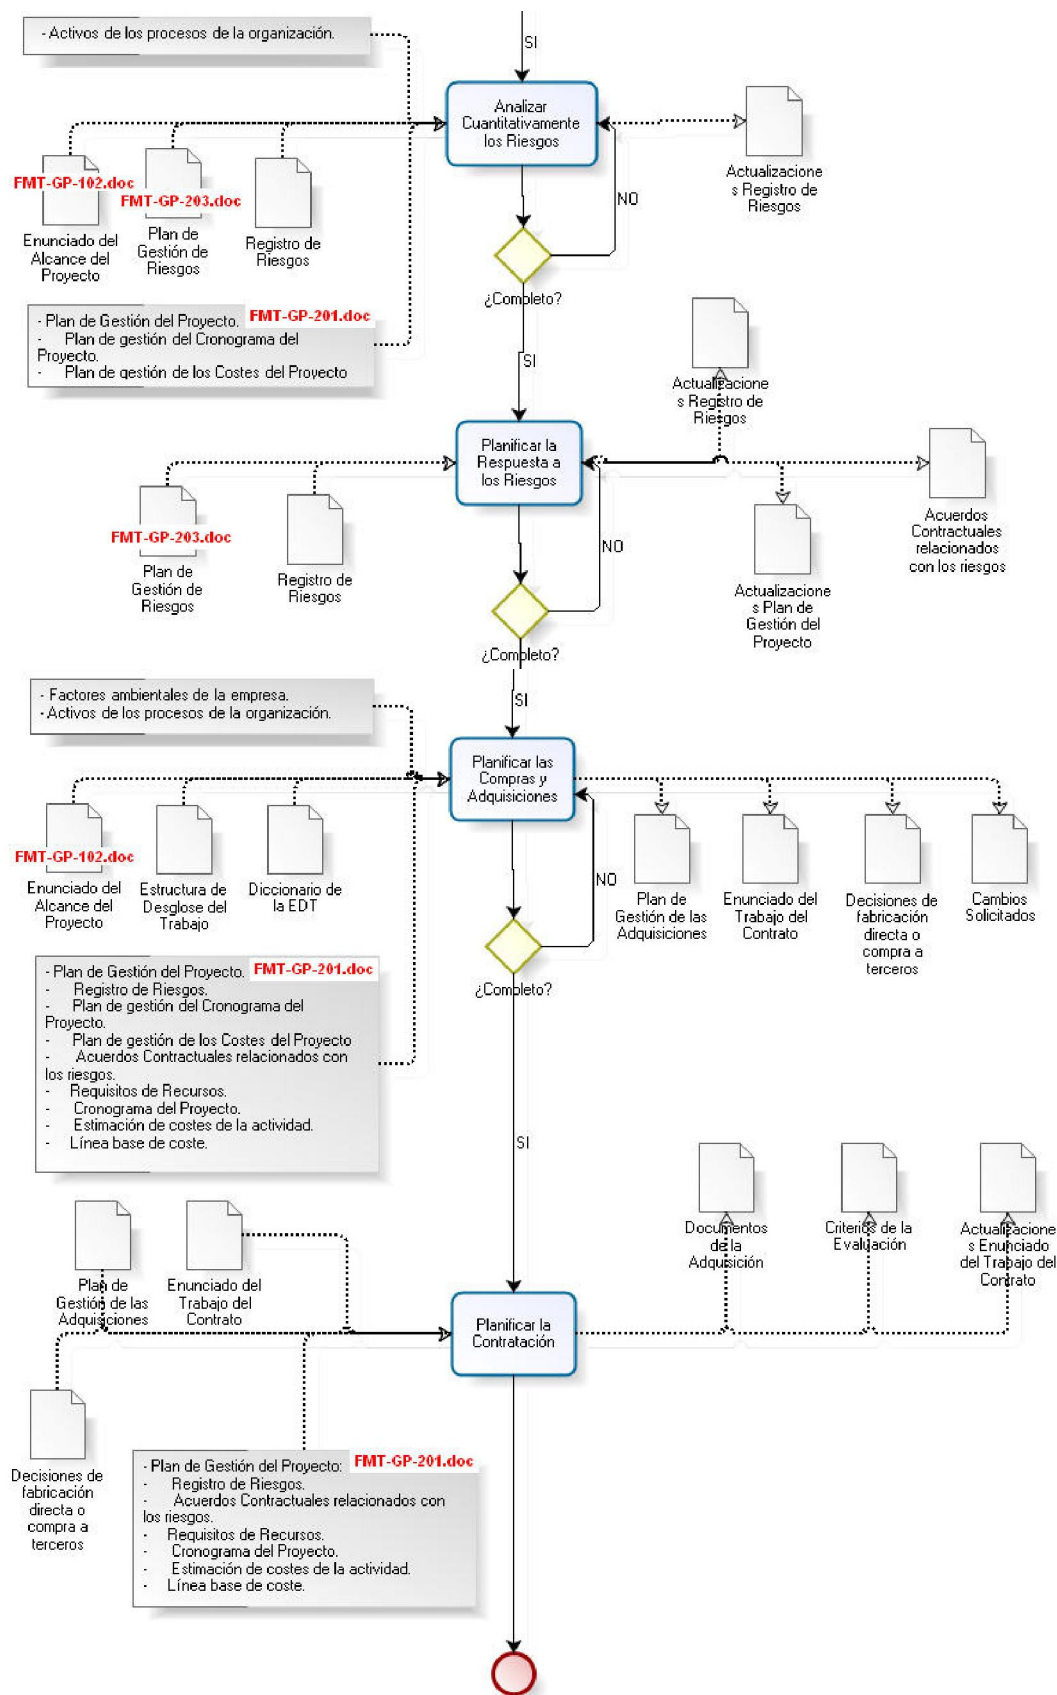 - Activos de los procesos de la organización.
SI
Analizar
Cuantitativamente
los Riesgos
NO
Actualizacione
s Registro de
Riesgos
FMT-GP-102.doc
Enunciado del
Alcance del
Proyecto
FMT-GP-203.doc
Plan de
Gestión de
Riesgos
Registro de
Riesgos
¿Completo?
- Plan de Gestión del Proyecto. FMT-GP-201.doc
- Plan de gestión del Cronograma del
Proyecto.
- Plan de gestión de los Costes del Proyecto
SI
Actualizacione
s Registro de
Riesgos
Planificar la
Respuesta a
los Riesgos
NO
FMT-GP-203.doc
Plan de
Gestión de
Riesgos
Registro de
Riesgos
Actualizacione
s Plan de
Gestión del
Proyecto
Acuerdos
Contractuales
relacionados
con los riesgos
¿Completo?
SI
- Factores ambientales de la empresa.
- Activos de los procesos de la organización.
Planificar las
Compras y
Adquisiciones
NO
FMT-GP-102.doc
Enunciado del
Alcance del
Proyecto
Estructura de
Desglose del
Trabajo
Diccionario de
la EDT
Plan de
Gestión de las
Adquisiciones
Enunciado del
Trabajo del
Contrato
Decisiones de
fabricación
directa o
compra a
terceros
Cambios
Solicitados
¿Completo?
- Plan de Gestión del Proyecto. FMT-GP-201.doc
- Registro de Riesgos.
- Plan de gestión del Cronograma del
Proyecto.
- Plan de gestión de los Costes del Proyecto
- Acuerdos Contractuales relacionados con
los riesgos.
- Requisitos de Recursos.
- Cronograma del Proyecto.
- Estimación de costes de la actividad.
- Línea base de coste.
SI
Plan de
Gestión de las
Adquisiciones
Enunciado del
Trabajo del
Contrato
Documentos
de la
Adquisición
Criterios de la
Evaluación
Actualizacione
s Enunciado
del Trabajo del
Contrato
Planificar la
Contratación
Decisiones de
fabricación
directa o
compra a
terceros
- Plan de Gestión del Proyecto: FMT-GP-201.doc
- Registro de Riesgos.
- Acuerdos Contractuales relacionados con
los riesgos.
- Requisitos de Recursos.
- Cronograma del Proyecto.
- Estimación de costes de la actividad.
- Línea base de coste.